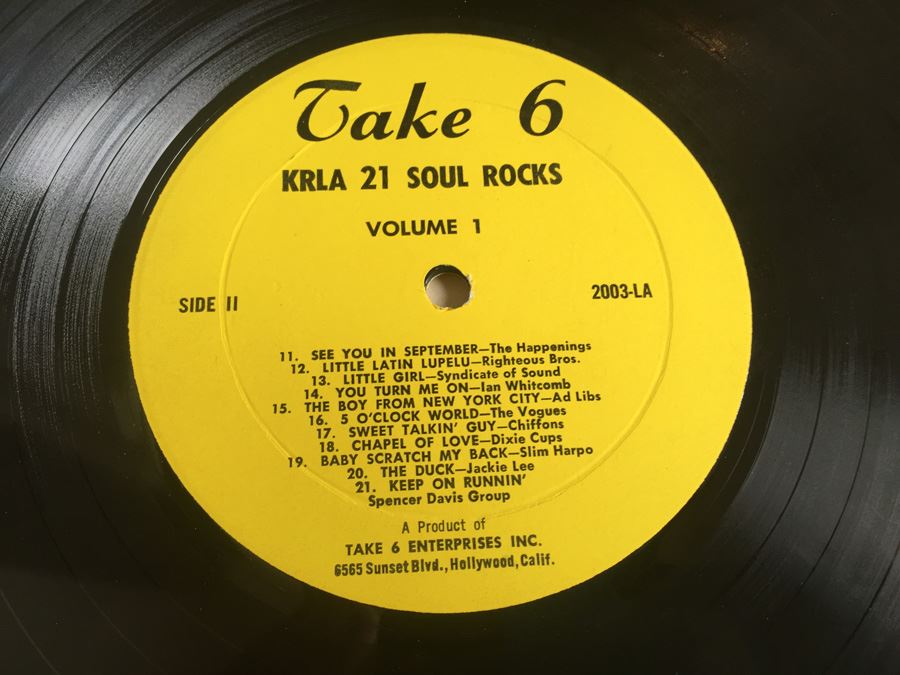 Take 6
KRLA 21 SOUL ROCKS
VOLUME 1
SIDE II
2003-LA
11. SEE YOU IN SEPTEMBER—The Happenings
12. LITTLE LATIN LUPELU—Righteous Bros.
13. LITTLE GIRL—Syndicate of Sound
14. YOU TURN ME ON—Ian Whitcomb
15. THE BOY FROM NEW YORK CITY—Ad Libs
16. 5 O'CLOCK WORLD—The Vogues
17. SWEET TALKIN' GUY—Chiffons
18. CHAPEL OF LOVE—Dixie Cups
19. BABY SCRATCH MY BACK—Slim Harpo
20. THE DUCK—Jackie Lee
21. KEEP ON RUNNIN'
Spencer Davis Group
A Product of
TAKE 6 ENTERPRISES INC.
6565 Sunset Blvd., Hollywood, Calif.